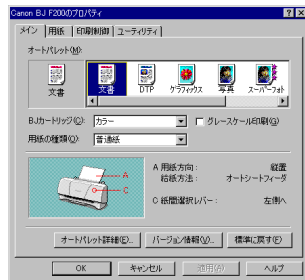 Canon BJ F200のプロパティ
メイン 用紙 印刷制御 ユーティリティ
オートパレット(M):
文書
文書 DTP グラフィックス 写真 スーパーフォト
BJカートリッジ(C): カラー グレースケール印刷(G)
用紙の種類(O): 普通紙
A
C
A 用紙方向: 縦置
給紙方法: オートシートフィーダ
C 紙間選択レバー: 左側へ
オートパレット詳細(E)... バージョン情報(V)... 標準に戻す(F)
OK キャンセル 適用(A) ヘルプ